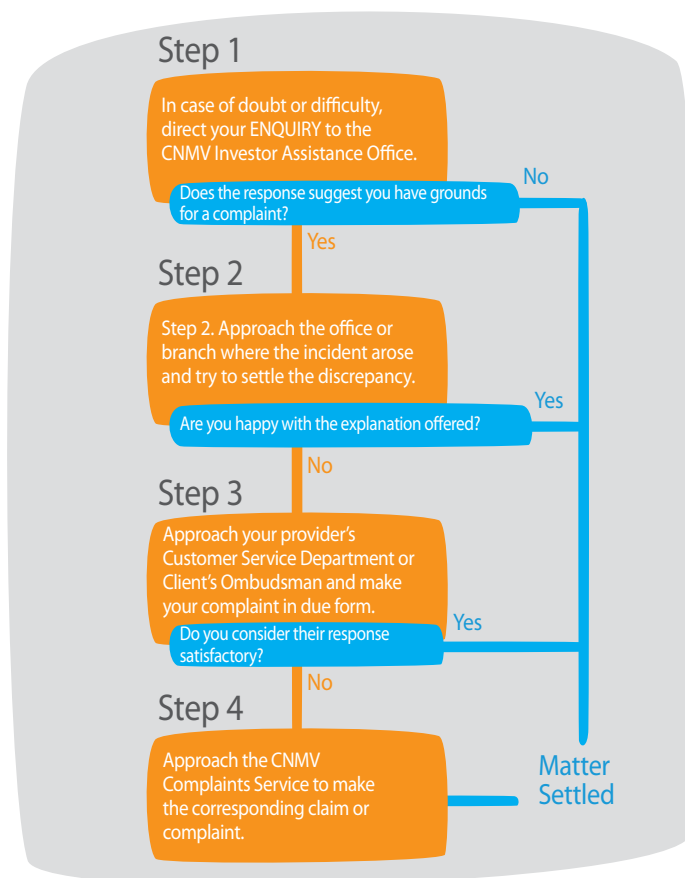 Step 1
In case of doubt or difficulty,
direct your ENQUIRY to the
CNMV Investor Assistance Office.
No
Does the response suggest you have grounds
for a complaint?
Yes
Step 2
Step 2. Approach the office or
branch where the incident arose
and try to settle the discrepancy.
Yes
Are you happy with the explanation offered?
No
Step 3
Approach your provider's
Customer Service Department or
Client's Ombudsman and make
your complaint in due form.
Yes
Do you consider their response
satisfactory?
No
Step 4
Approach the CNMV
Complaints Service to make
the corresponding claim or
complaint.
Matter
Settled